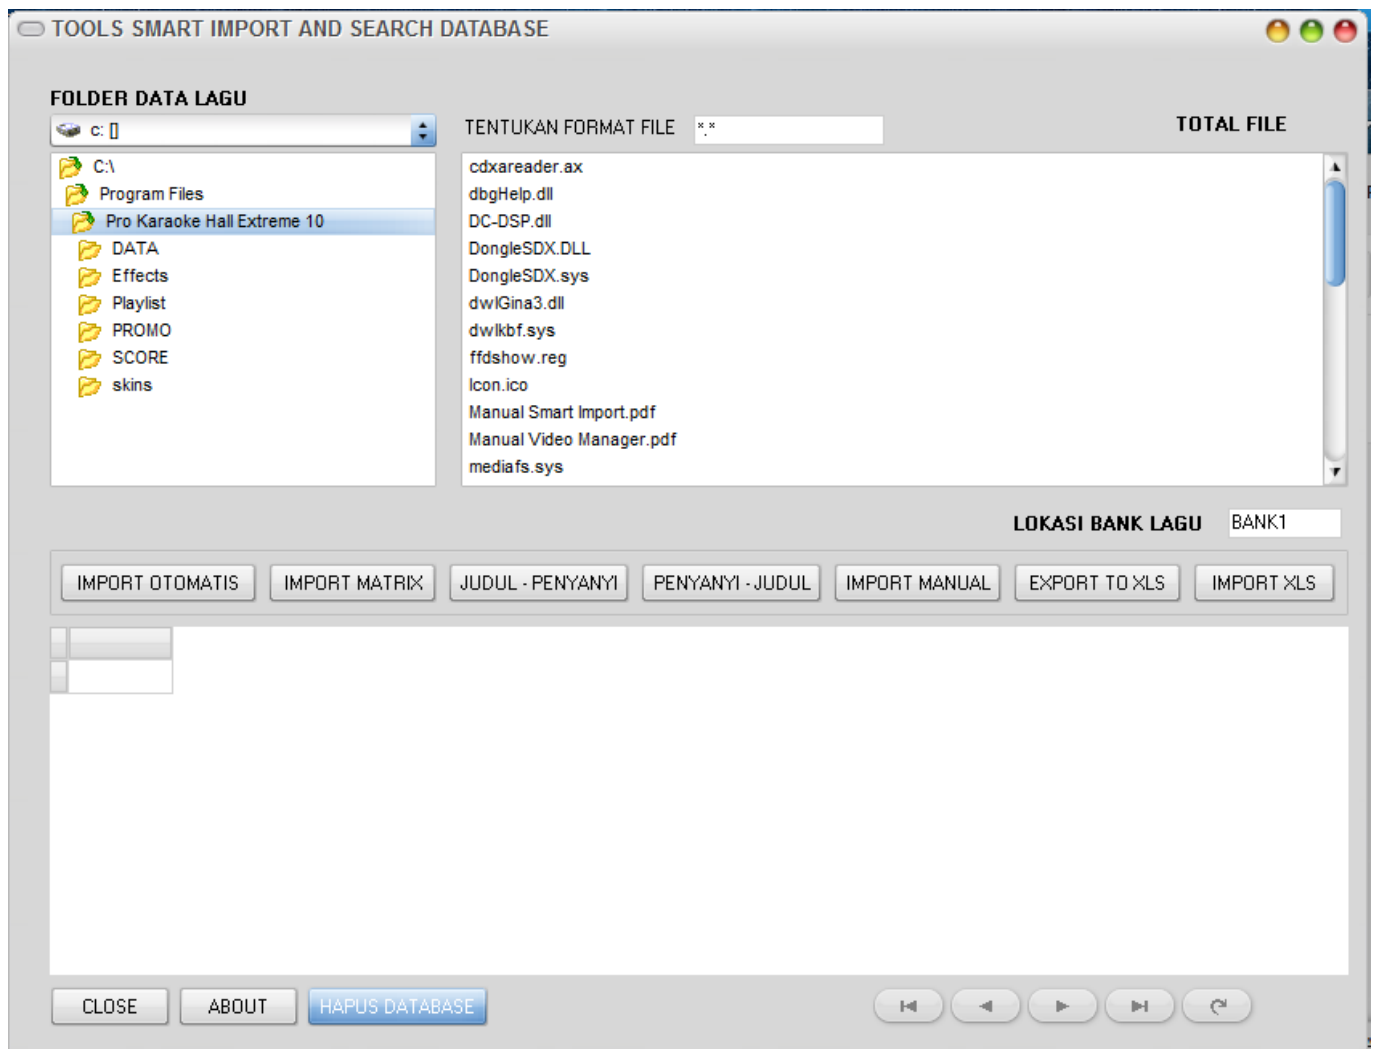 TOOLS SMART IMPORT AND SEARCH DATABASE
FOLDER DATA LAGU
c: []
TENTUKAN FORMAT FILE
*.*
TOTAL FILE
C:\
Program Files
Pro Karaoke Hall Extreme 10
DATA
Effects
Playlist
PROMO
SCORE
skins
cdxareader.ax
dbgHelp.dll
DC-DSP.dll
DongleSDX.DLL
DongleSDX.sys
dwlGina3.dll
dwlkbf.sys
ffdshow.reg
Icon.ico
Manual Smart Import.pdf
Manual Video Manager.pdf
mediafs.sys
LOKASI BANK LAGU
BANK1
IMPORT OTOMATIS
IMPORT MATRIX
JUDUL - PENYANYI
PENYANYI - JUDUL
IMPORT MANUAL
EXPORT TO XLS
IMPORT XLS
CLOSE
ABOUT
HAPUS DATABASE